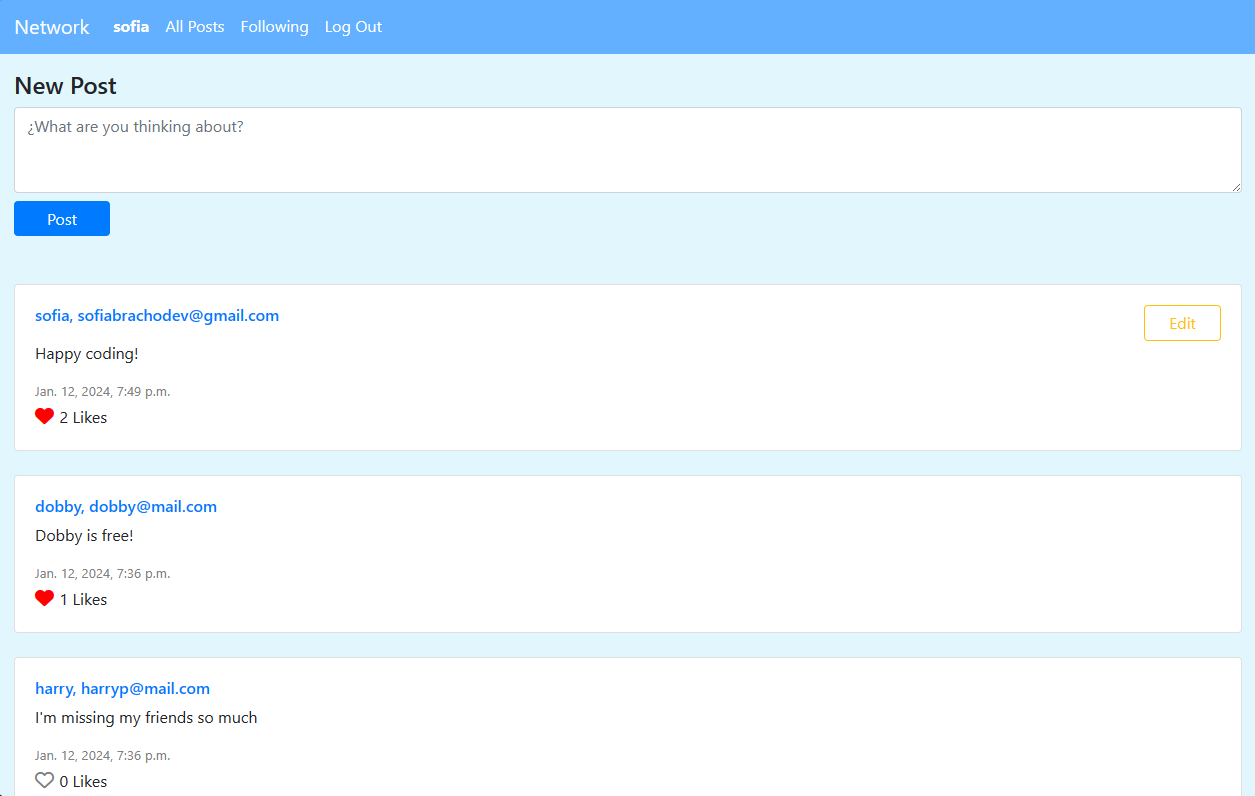 Network sofia All Posts Following Log Out
New Post
¿What are you thinking about?
Post
sofia, sofiabrachodev@gmail.com
Edit
Happy coding!
Jan. 12, 2024, 7:49 p.m.
2 Likes
dobby, dobby@mail.com
Dobby is free!
Jan. 12, 2024, 7:36 p.m.
1 Likes
harry, harryp@mail.com
I'm missing my friends so much
Jan. 12, 2024, 7:36 p.m.
0 Likes